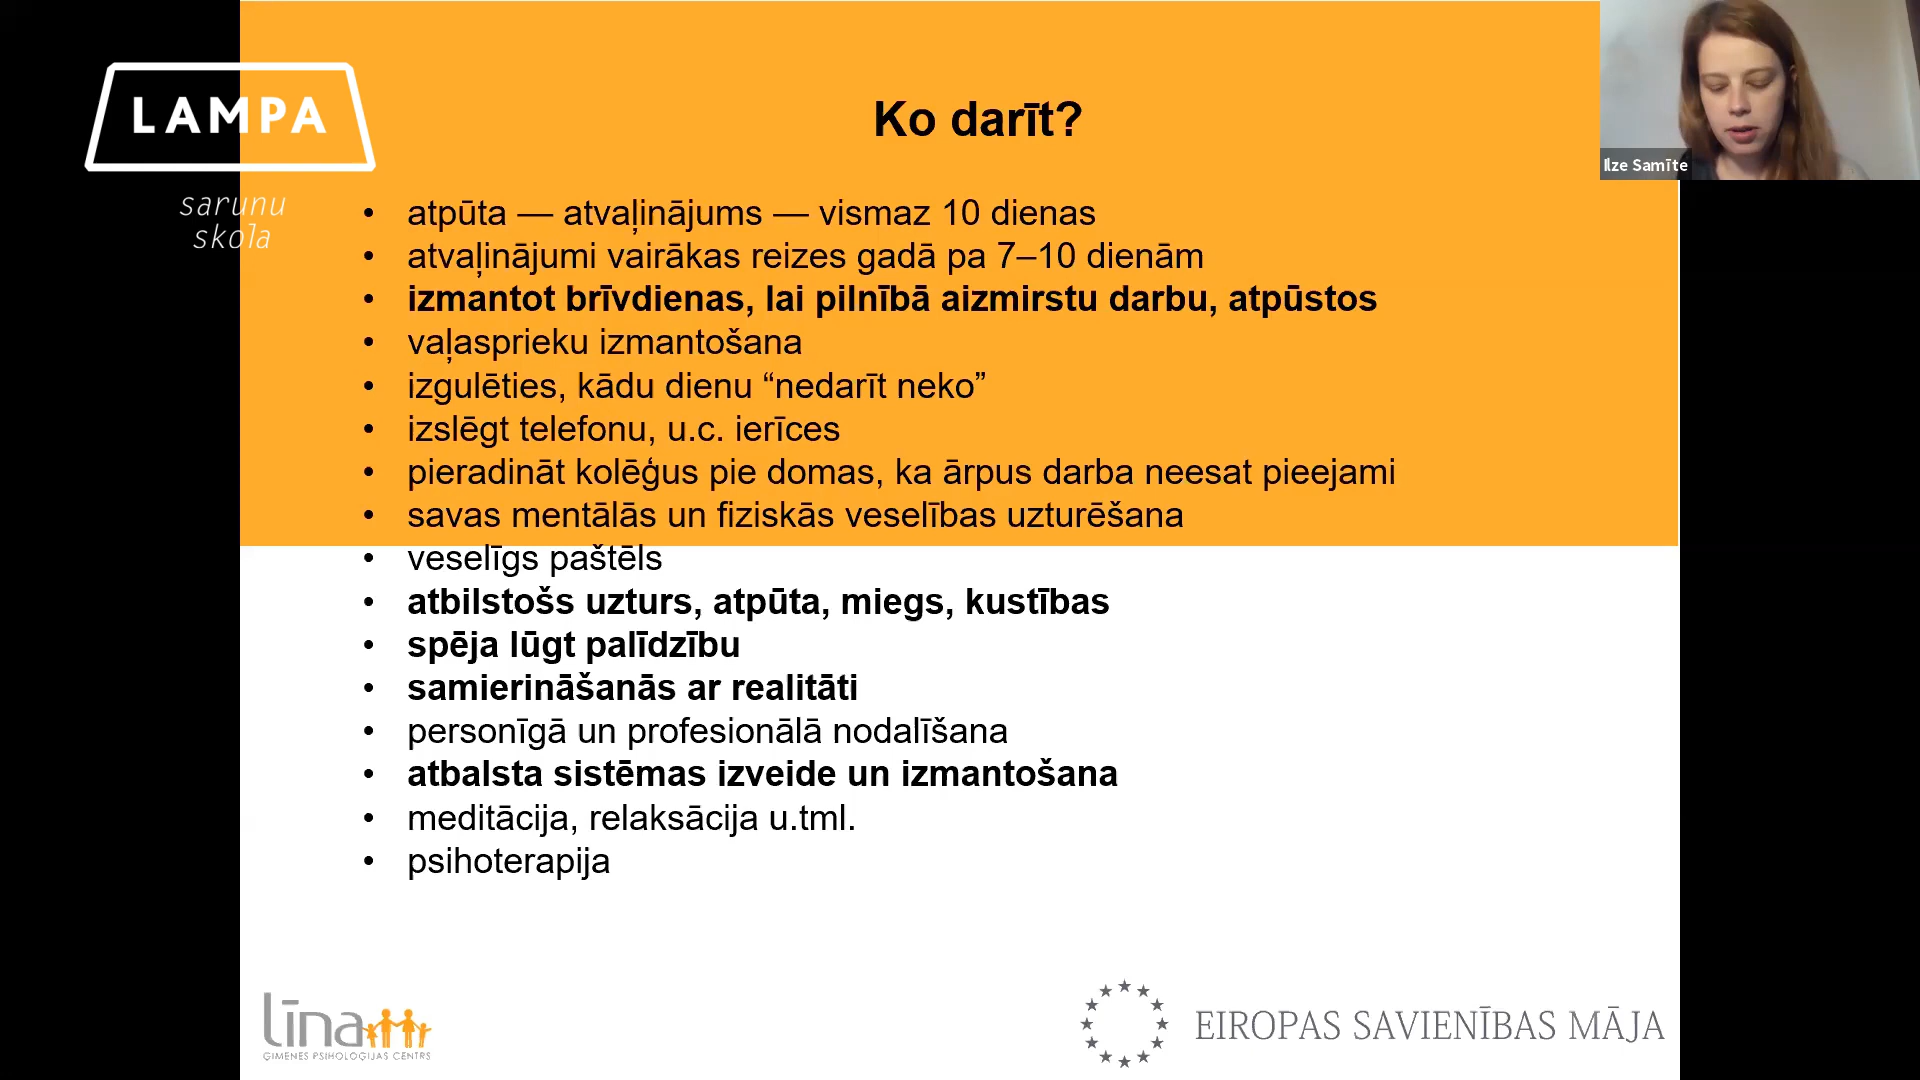 LAMPA
sarunu
skola
Ko darīt?
Ilze Samīte
• atpūta — atvaļinājums — vismaz 10 dienas
• atvaļinājumi vairākas reizes gadā pa 7–10 dienām
• izmantot brīvdienas, lai pilnībā aizmirstu darbu, atpūstos
• vaļasprieku izmantošana
• izgulēties, kādu dienu “nedarīt neko”
• izslēgt telefonu, u.c. ierīces
• pieradināt kolēģus pie domas, ka ārpus darba neesat pieejami
• savas mentālās un fiziskās veselības uzturēšana
• veselīgs paštēls
• atbilstošs uzturs, atpūta, miegs, kustības
• spēja lūgt palīdzību
• samierināšanās ar realitāti
• personīgā un profesionālā nodalīšana
• atbalsta sistēmas izveide un izmantošana
• meditācija, relaksācija u.tml.
• psihoterapija
līna
ĢIMENES PSIHOLOĢIJAS CENTRS
EIROPAS SAVIENĪBAS MĀJA